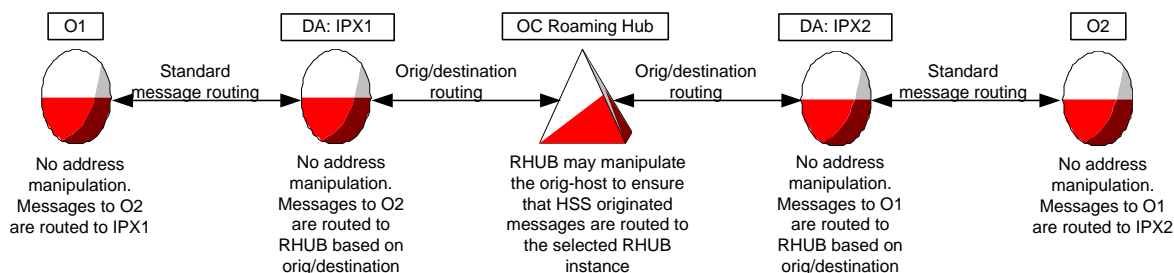 O1
DA: IPX1
OC Roaming Hub
DA: IPX2
O2
Standard
message routing
Orig/destination
routing
Orig/destination
routing
Standard
message routing
No address
manipulation.
Messages to O2
are routed to IPX1
No address
manipulation.
Messages to O2
are routed to
RHUB based on
orig/destination
RHUB may manipulate
the orig-host to ensure
that HSS originated
messages are routed to
the selected RHUB
instance
No address
manipulation.
Messages to O1
are routed to
RHUB based on
orig/destination
No address
manipulation.
Messages to O1
are routed to IPX2